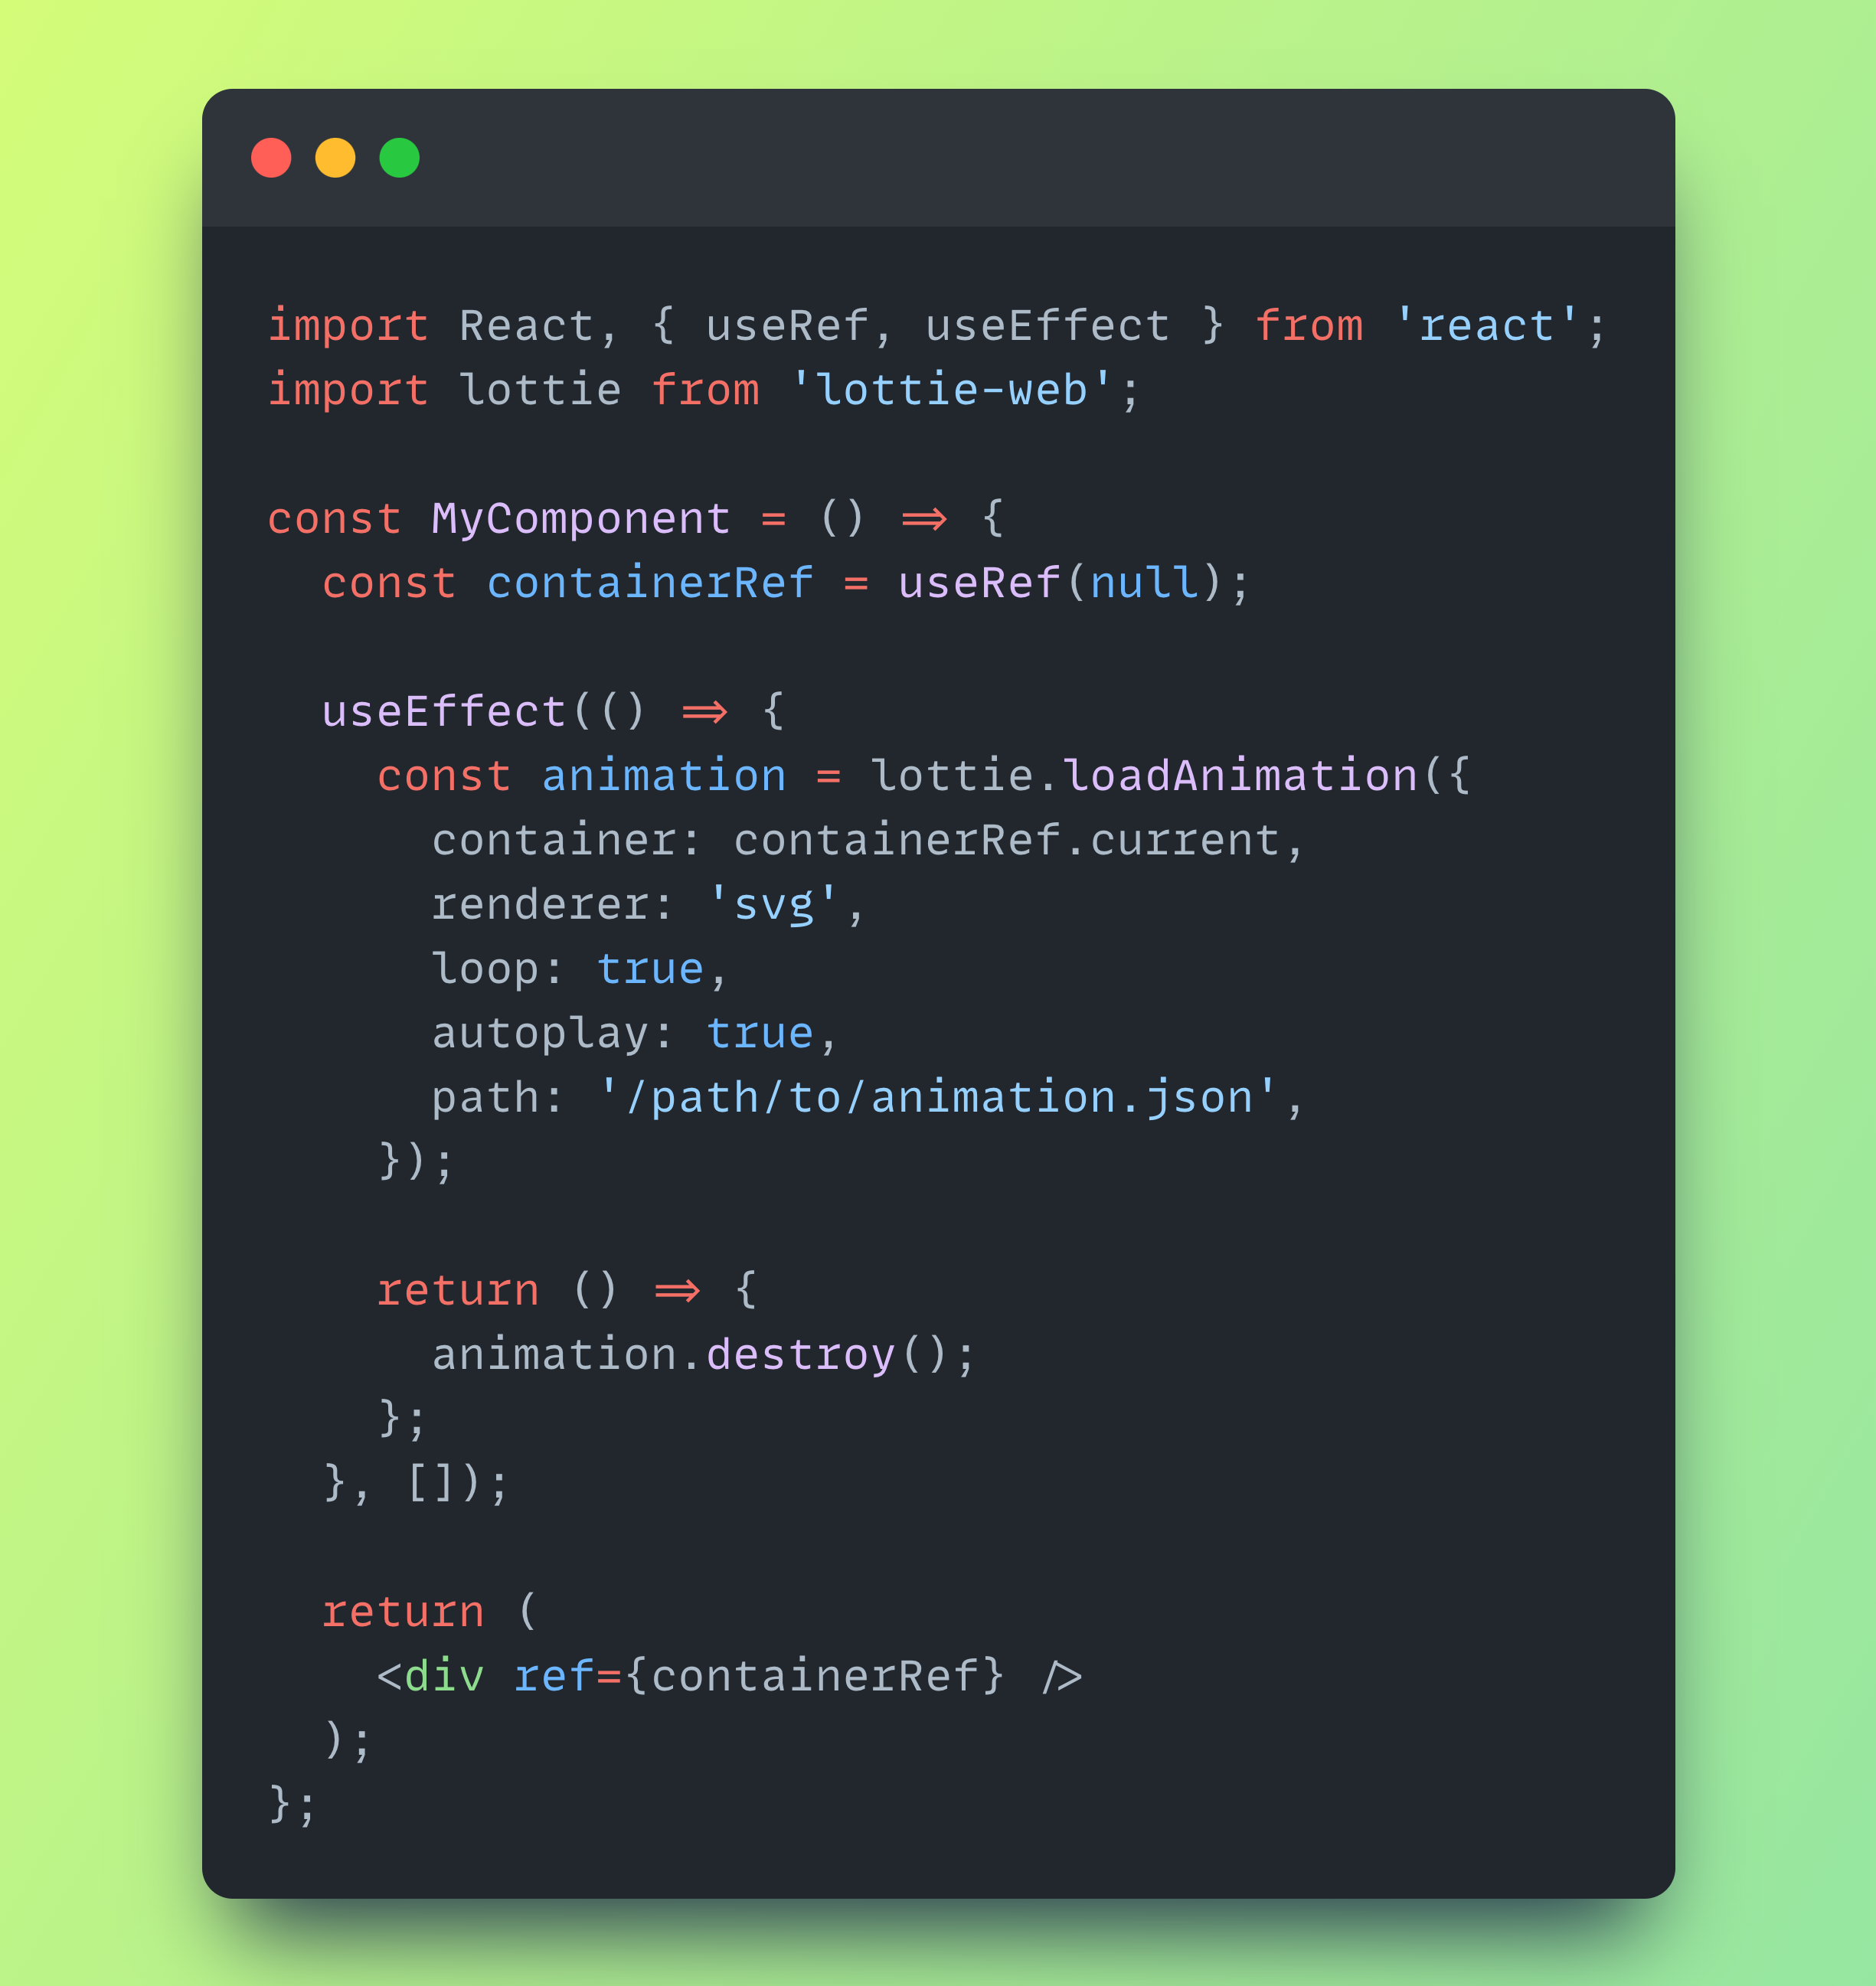 import React, { useRef, useEffect } from 'react';
import lottie from 'lottie-web';

const MyComponent = () => {
  const containerRef = useRef(null);

  useEffect(() => {
    const animation = lottie.loadAnimation({
      container: containerRef.current,
      renderer: 'svg',
      loop: true,
      autoplay: true,
      path: '/path/to/animation.json',
    });

    return () => {
      animation.destroy();
    };
  }, []);

  return (
    <div ref={containerRef} />
  );
};